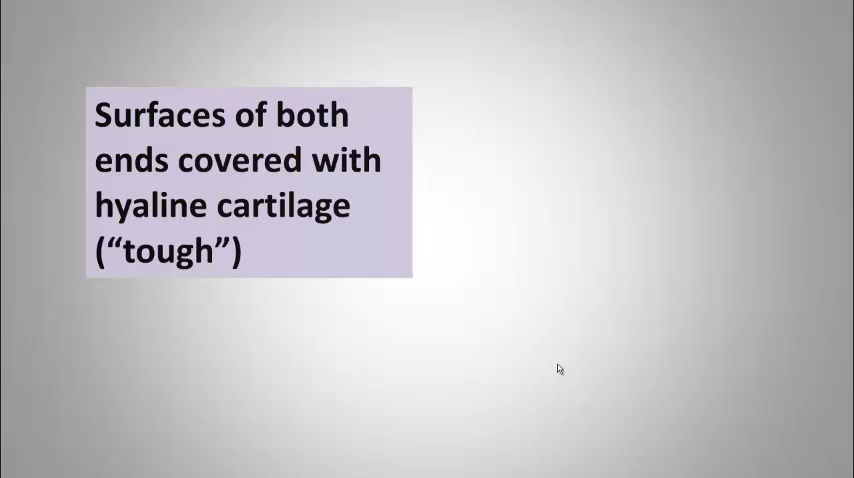 Surfaces of both
ends covered with
hyaline cartilage
(“tough”)